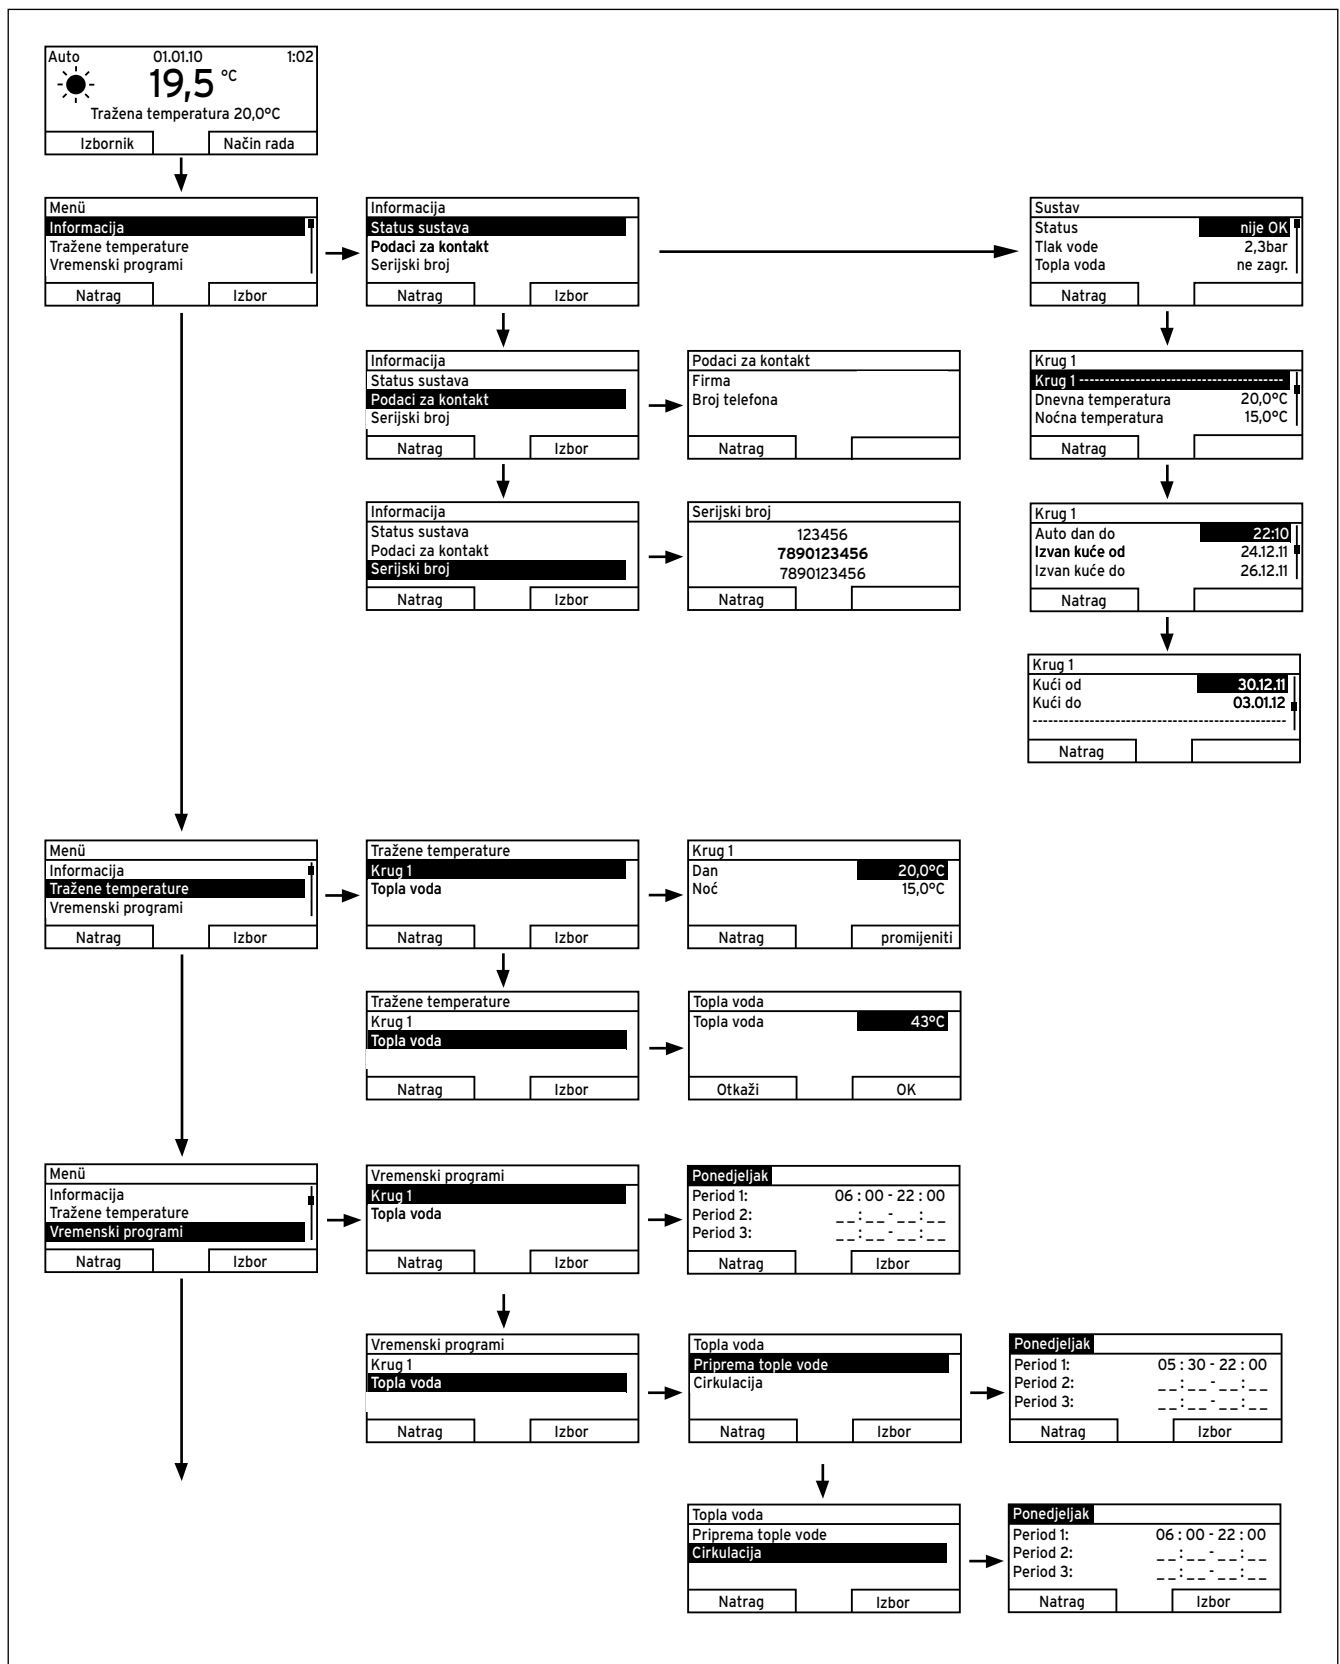 Auto 01.01.10 1:02
19,5 °C
Tražena temperatura 20,0°C
Izbornik Način rada
Menü
Informacija
Tražene temperature
Vremenski programi
Natrag Izbor
Informacija
Status sustava
Podaci za kontakt
Serijski broj
Natrag Izbor
Sustav
Status nije OK
Tlak vode 2,3bar
Topla voda ne zagr.
Natrag
Informacija
Status sustava
Podaci za kontakt
Serijski broj
Natrag Izbor
Podaci za kontakt
Firma
Broj telefona
Natrag
Krug 1
Krug 1 ----------------------------------------
Dnevna temperatura 20,0°C
Noćna temperatura 15,0°C
Natrag
Informacija
Status sustava
Podaci za kontakt
Serijski broj
Natrag Izbor
Serijski broj
123456
7890123456
7890123456
Natrag
Krug 1
Auto dan do 22:10
Izvan kuće od 24.12.11
Izvan kuće do 26.12.11
Natrag
Krug 1
Kući od 30.12.11
Kući do 03.01.12
--------------------------------------------------
Natrag
Menü
Informacija
Tražene temperature
Vremenski programi
Natrag Izbor
Tražene temperature
Krug 1
Topla voda
Natrag Izbor
Krug 1
Dan 20,0°C
Noć 15,0°C
Natrag promijeniti
Tražene temperature
Krug 1
Topla voda
Natrag Izbor
Topla voda
Topla voda 43°C
Otkaži OK
Menü
Informacija
Tražene temperature
Vremenski programi
Natrag Izbor
Vremenski programi
Krug 1
Topla voda
Natrag Izbor
Ponedjeljak
Period 1: 06 : 00 - 22 : 00
Period 2: _ _ : _ _ - _ _ : _ _
Period 3: _ _ : _ _ - _ _ : _ _
Natrag Izbor
Vremenski programi
Krug 1
Topla voda
Natrag Izbor
Topla voda
Priprema tople vode
Cirkulacija
Natrag Izbor
Ponedjeljak
Period 1: 05 : 30 - 22 : 00
Period 2: _ _ : _ _ - _ _ : _ _
Period 3: _ _ : _ _ - _ _ : _ _
Natrag Izbor
Topla voda
Priprema tople vode
Cirkulacija
Natrag Izbor
Ponedjeljak
Period 1: 06 : 00 - 22 : 00
Period 2: _ _ : _ _ - _ _ : _ _
Period 3: _ _ : _ _ - _ _ : _ _
Natrag Izbor